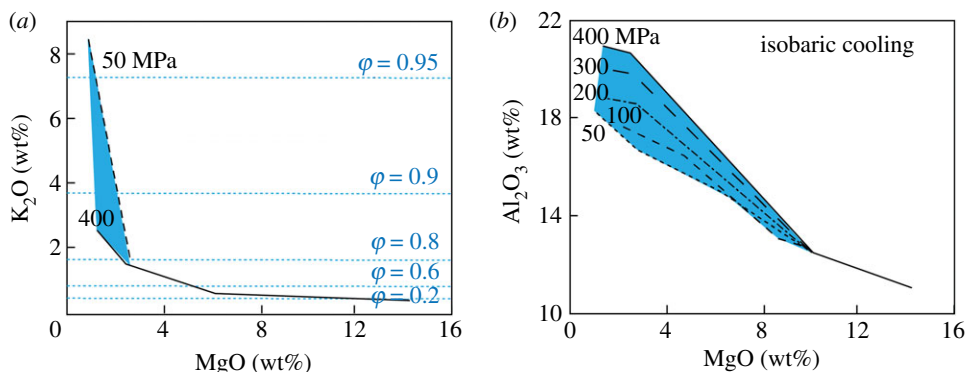 (a)
8
6
4
2
0
4
8
12
16
K2O (wt%)
MgO (wt%)
50 MPa
400
φ = 0.95
φ = 0.9
φ = 0.8
φ = 0.6
φ = 0.2
(b)
22
18
14
10
0
4
8
12
16
Al2O3 (wt%)
MgO (wt%)
400 MPa
300
200
100
50
isobaric cooling